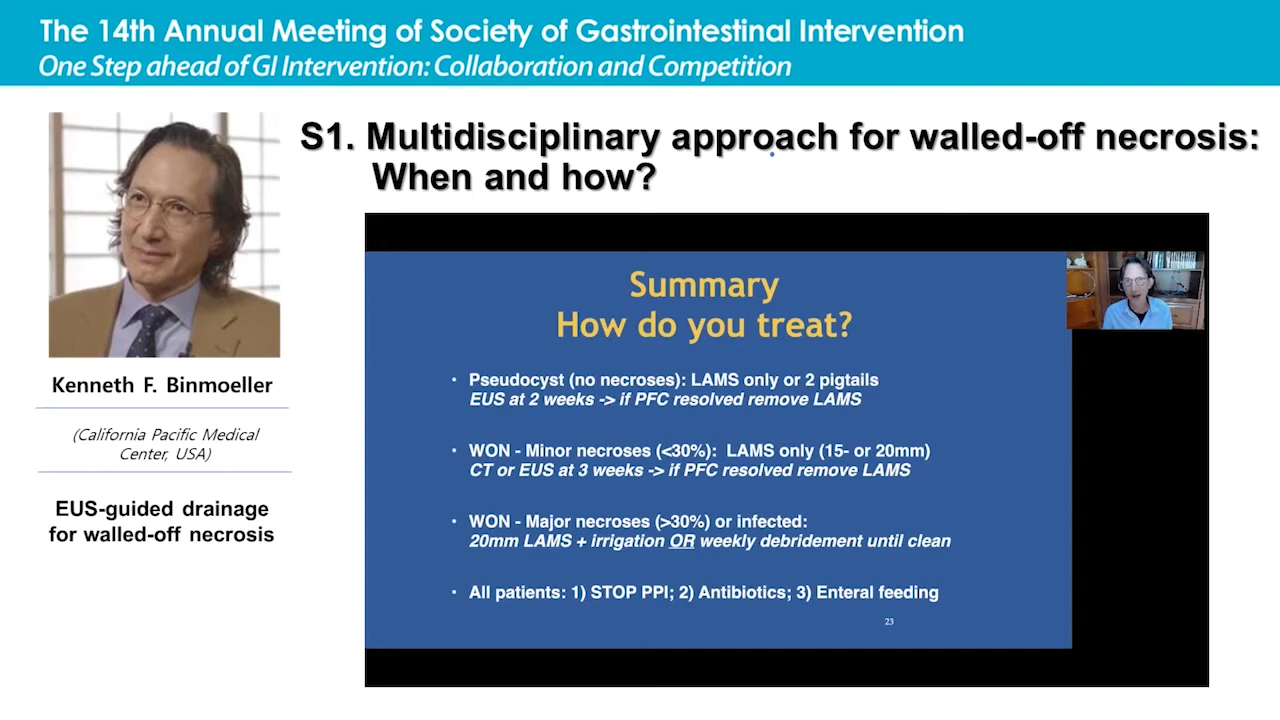 The 14th Annual Meeting of Society of Gastrointestinal Intervention
One Step ahead of GI Intervention: Collaboration and Competition
S1. Multidisciplinary approach for walled-off necrosis:
When and how?
Kenneth F. Binmoeller
(California Pacific Medical
Center, USA)
EUS-guided drainage
for walled-off necrosis
Summary
How do you treat?
• Pseudocyst (no necroses): LAMS only or 2 pigtails
EUS at 2 weeks -> if PFC resolved remove LAMS
• WON - Minor necroses (<30%): LAMS only (15- or 20mm)
CT or EUS at 3 weeks -> if PFC resolved remove LAMS
• WON - Major necroses (>30%) or infected:
20mm LAMS + irrigation OR weekly debridement until clean
• All patients: 1) STOP PPI; 2) Antibiotics; 3) Enteral feeding
23